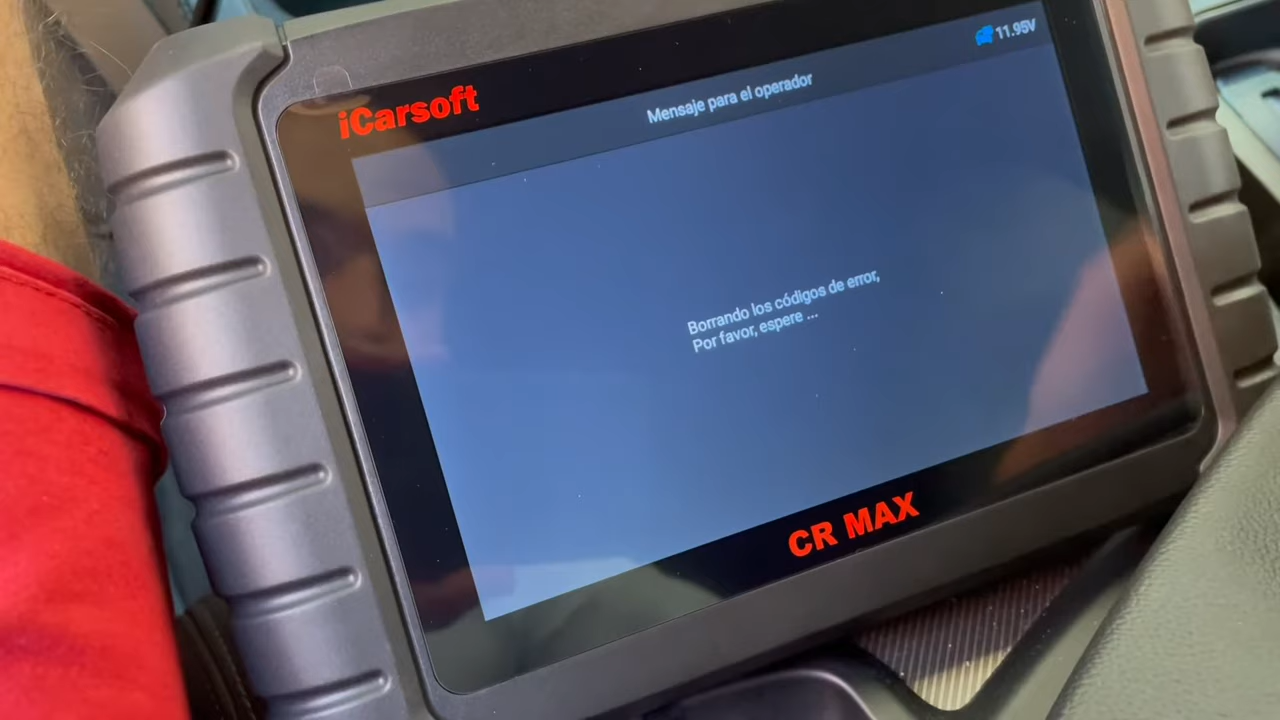 iCarsoft
11.95V
Mensaje para el operador
Borrando los códigos de error,
Por favor, espere ...
CR MAX